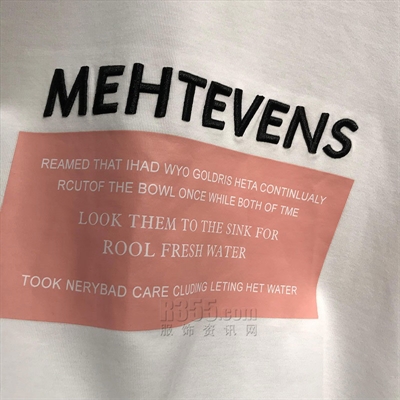 MEHTEVENS
REAMED THAT IHAD WYO GOLDRIS HETA CONTINLUALY
RCUTOF THE BOWL ONCE WHILE BOTH OF TME
LOOK THEM TO THE SINK FOR
ROOL FRESH WATER
TOOK NERYBAD CARE CLUDING LETING HET WATER
8355.com
服饰资讯网